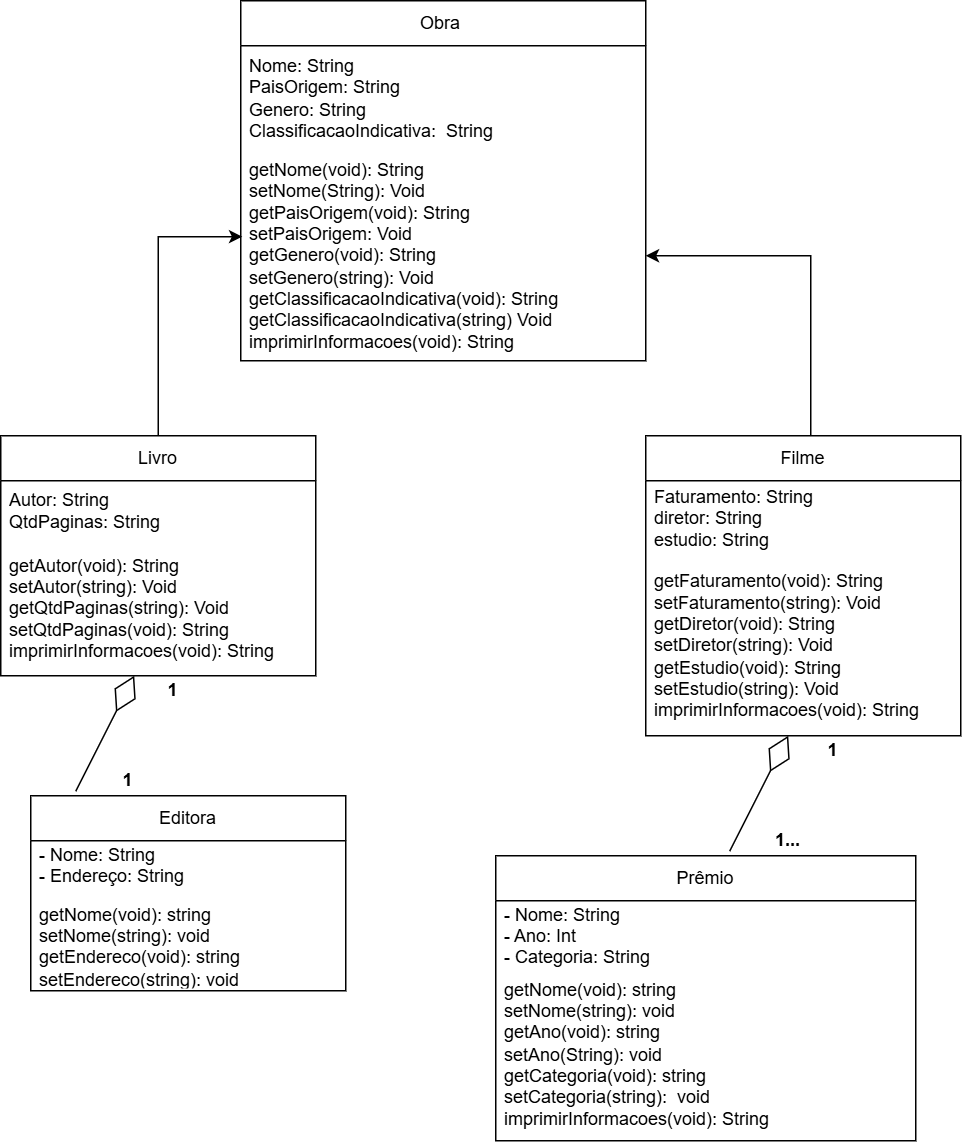 Obra
Nome: String
PaisOrigem: String
Genero: String
ClassificacaoIndicativa:  String
getNome(void): String
setNome(String): Void
getPaisOrigem(void): String
setPaisOrigem: Void
getGenero(void): String
setGenero(string): Void
getClassificacaoIndicativa(void): String
getClassificacaoIndicativa(string) Void
imprimirInformacoes(void): String
Livro
Autor: String
QtdPaginas: String
getAutor(void): String
setAutor(string): Void
getQtdPaginas(string): Void
setQtdPaginas(void): String
imprimirInformacoes(void): String
1
1
Editora
- Nome: String
- Endereço: String
getNome(void): string
setNome(string): void
getEndereco(void): string
setEndereco(string): void
Filme
Faturamento: String
diretor: String
estudio: String
getFaturamento(void): String
setFaturamento(string): Void
getDiretor(void): String
setDiretor(string): Void
getEstudio(void): String
setEstudio(string): Void
imprimirInformacoes(void): String
1
1...
Prêmio
- Nome: String
- Ano: Int
- Categoria: String
getNome(void): string
setNome(string): void
getAno(void): string
setAno(String): void
getCategoria(void): string
setCategoria(string):  void
imprimirInformacoes(void): String